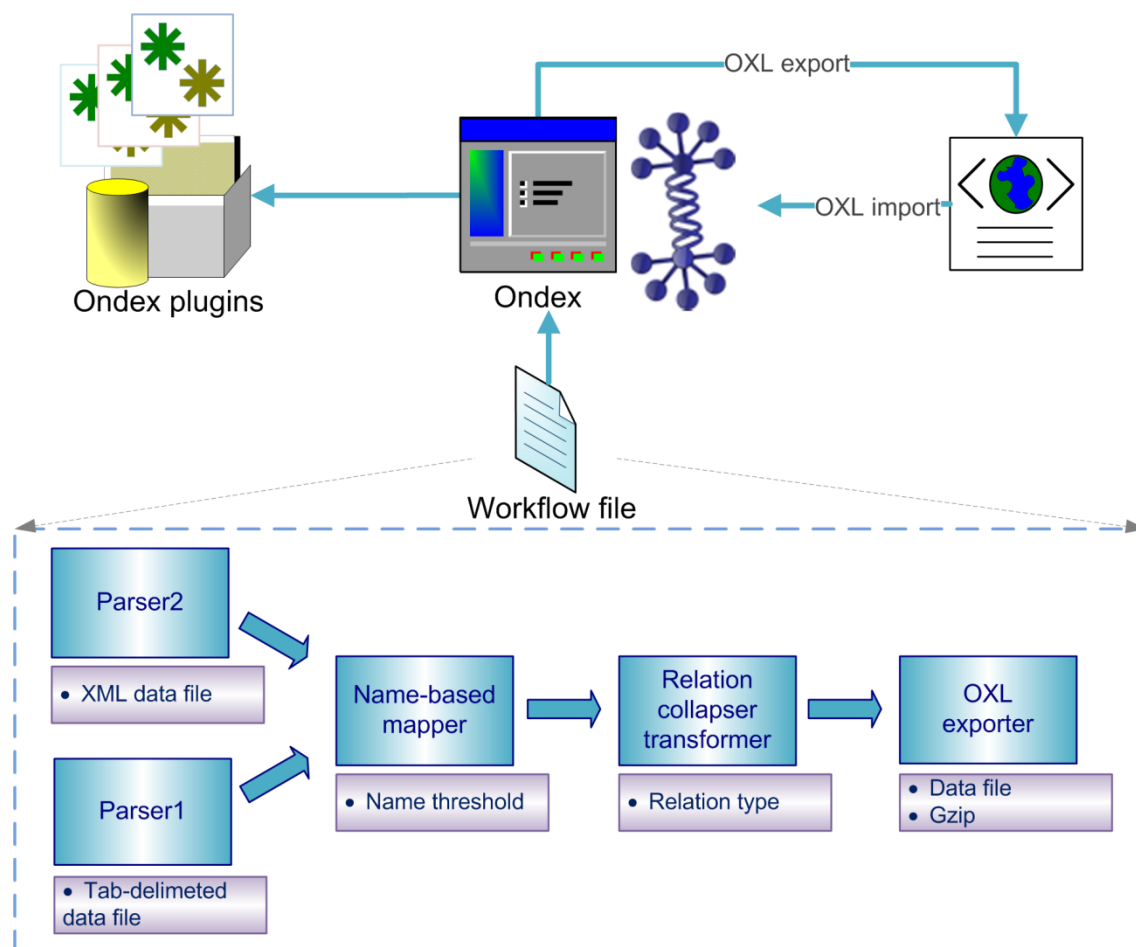 OXL export
OXL import
Ondex plugins
Ondex
Workflow file
Parser2
• XML data file
Parser1
• Tab-delimeted
data file
Name-based
mapper
• Name threshold
Relation
collapser
transformer
• Relation type
OXL
exporter
• Data file
• Gzip